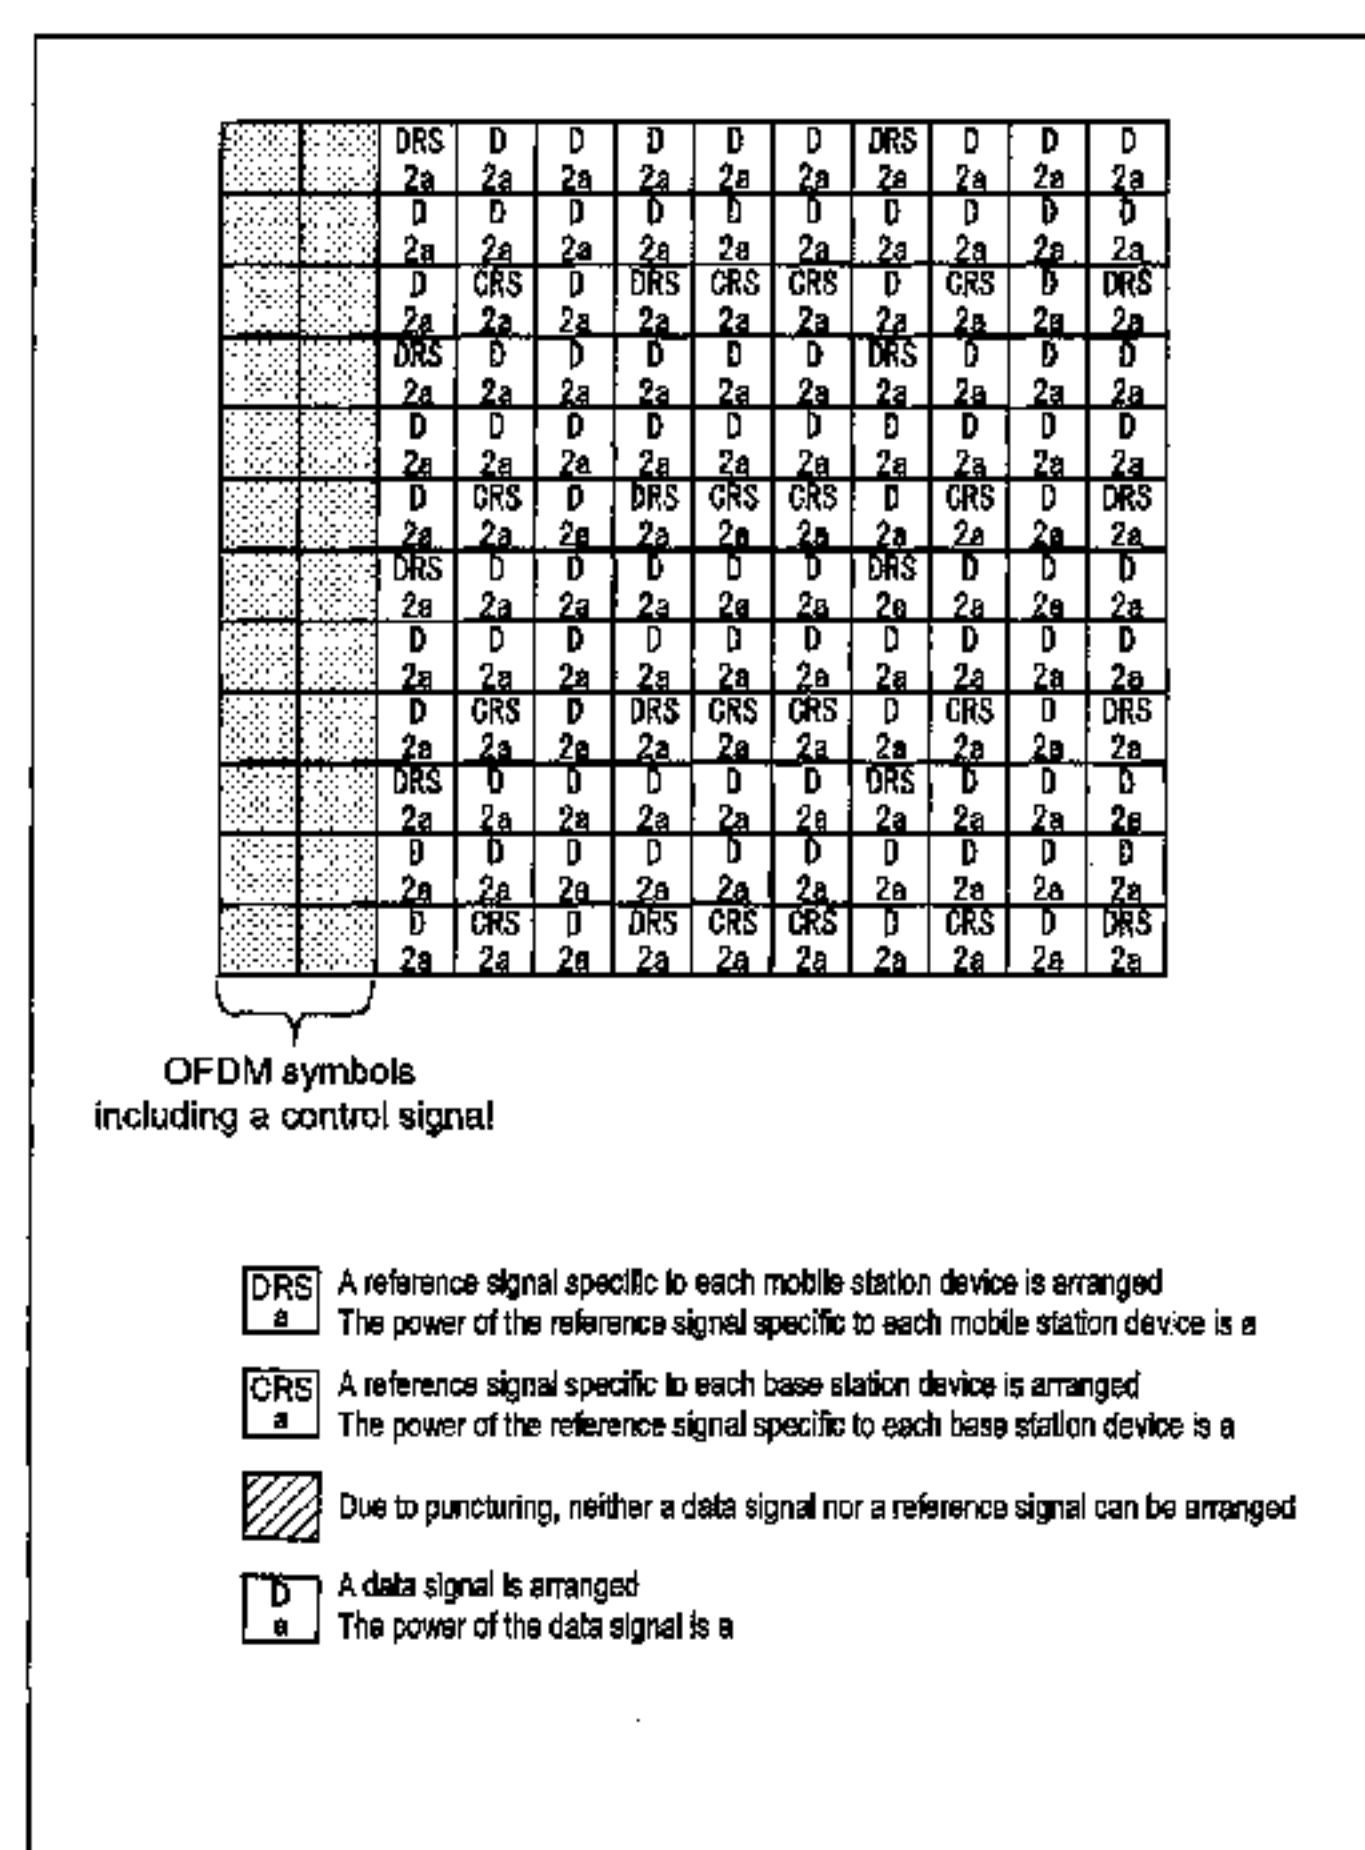 DRS D D D D D DRS D D D
2a 2a 2a 2a 2a 2a 2a 2a 2a 2a
D D D D D D D D D D
2a 2a 2a 2a 2a 2a 2a 2a 2a 2a
D CRS D DRS CRS CRS D CRS D DRS
2a 2a 2a 2a 2a 2a 2a 2a 2a 2a
DRS D D D D D DRS D D D
2a 2a 2a 2a 2a 2a 2a 2a 2a 2a
D D D D D D D D D D
2a 2a 2a 2a 2a 2a 2a 2a 2a 2a
D CRS D DRS CRS CRS D CRS D DRS
2a 2a 2a 2a 2a 2a 2a 2a 2a 2a
DRS D D D D D DRS D D D
2a 2a 2a 2a 2a 2a 2a 2a 2a 2a
D D D D D D D D D D
2a 2a 2a 2a 2a 2a 2a 2a 2a 2a
D CRS D DRS CRS CRS D CRS D DRS
2a 2a 2a 2a 2a 2a 2a 2a 2a 2a
DRS D D D D D DRS D D D
2a 2a 2a 2a 2a 2a 2a 2a 2a 2a
D D D D D D D D D D
2a 2a 2a 2a 2a 2a 2a 2a 2a 2a
D CRS D DRS CRS CRS D CRS D DRS
2a 2a 2a 2a 2a 2a 2a 2a 2a 2a
OFDM symbols
including a control signal
DRS A reference signal specific to each mobile station device is arranged
a The power of the reference signal specific to each mobile station device is a
CRS A reference signal specific to each base station device is arranged
a The power of the reference signal specific to each base station device is a
Due to puncturing, neither a data signal nor a reference signal can be arranged
D A data signal is arranged
a The power of the data signal is a